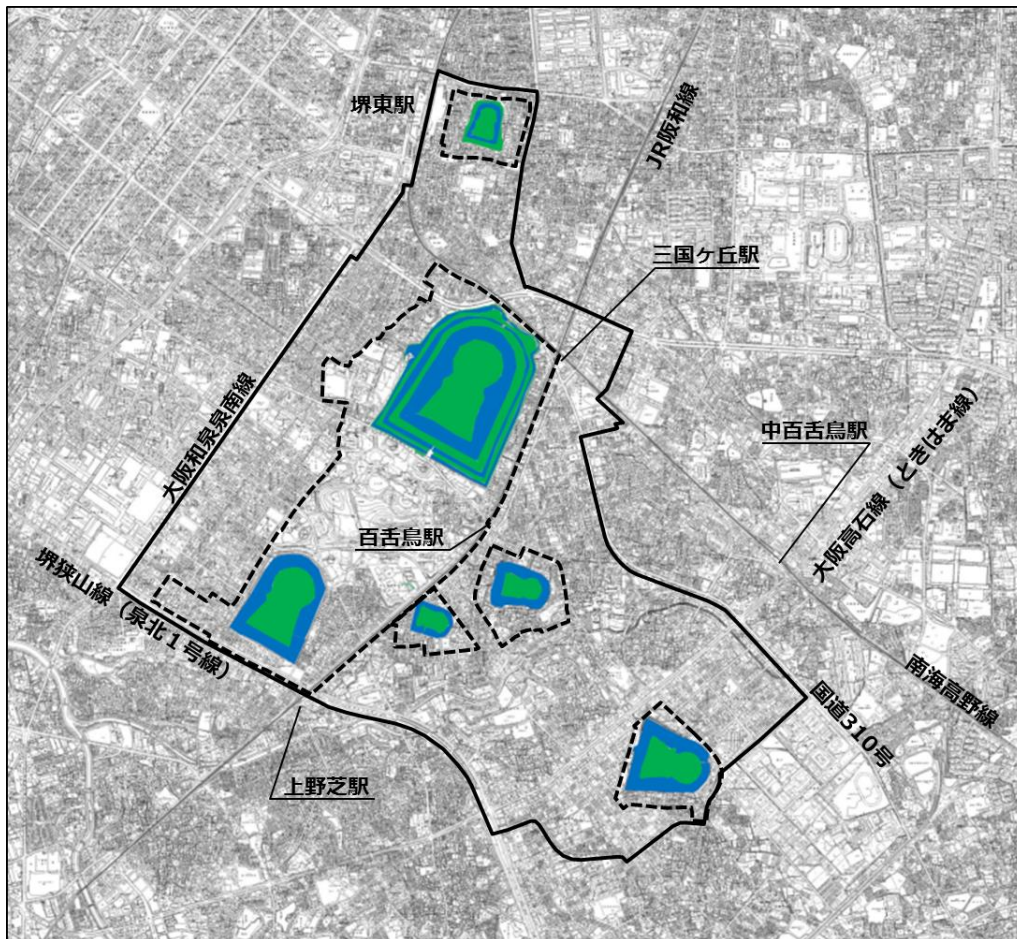 堺東駅
JR阪和線
三国ヶ丘駅
大阪和泉泉南線
中百舌鳥駅
大阪高石線(ときはま線)
百舌鳥駅
堺狭山線(泉北1号線)
南海高野線
国道310号
上野芝駅